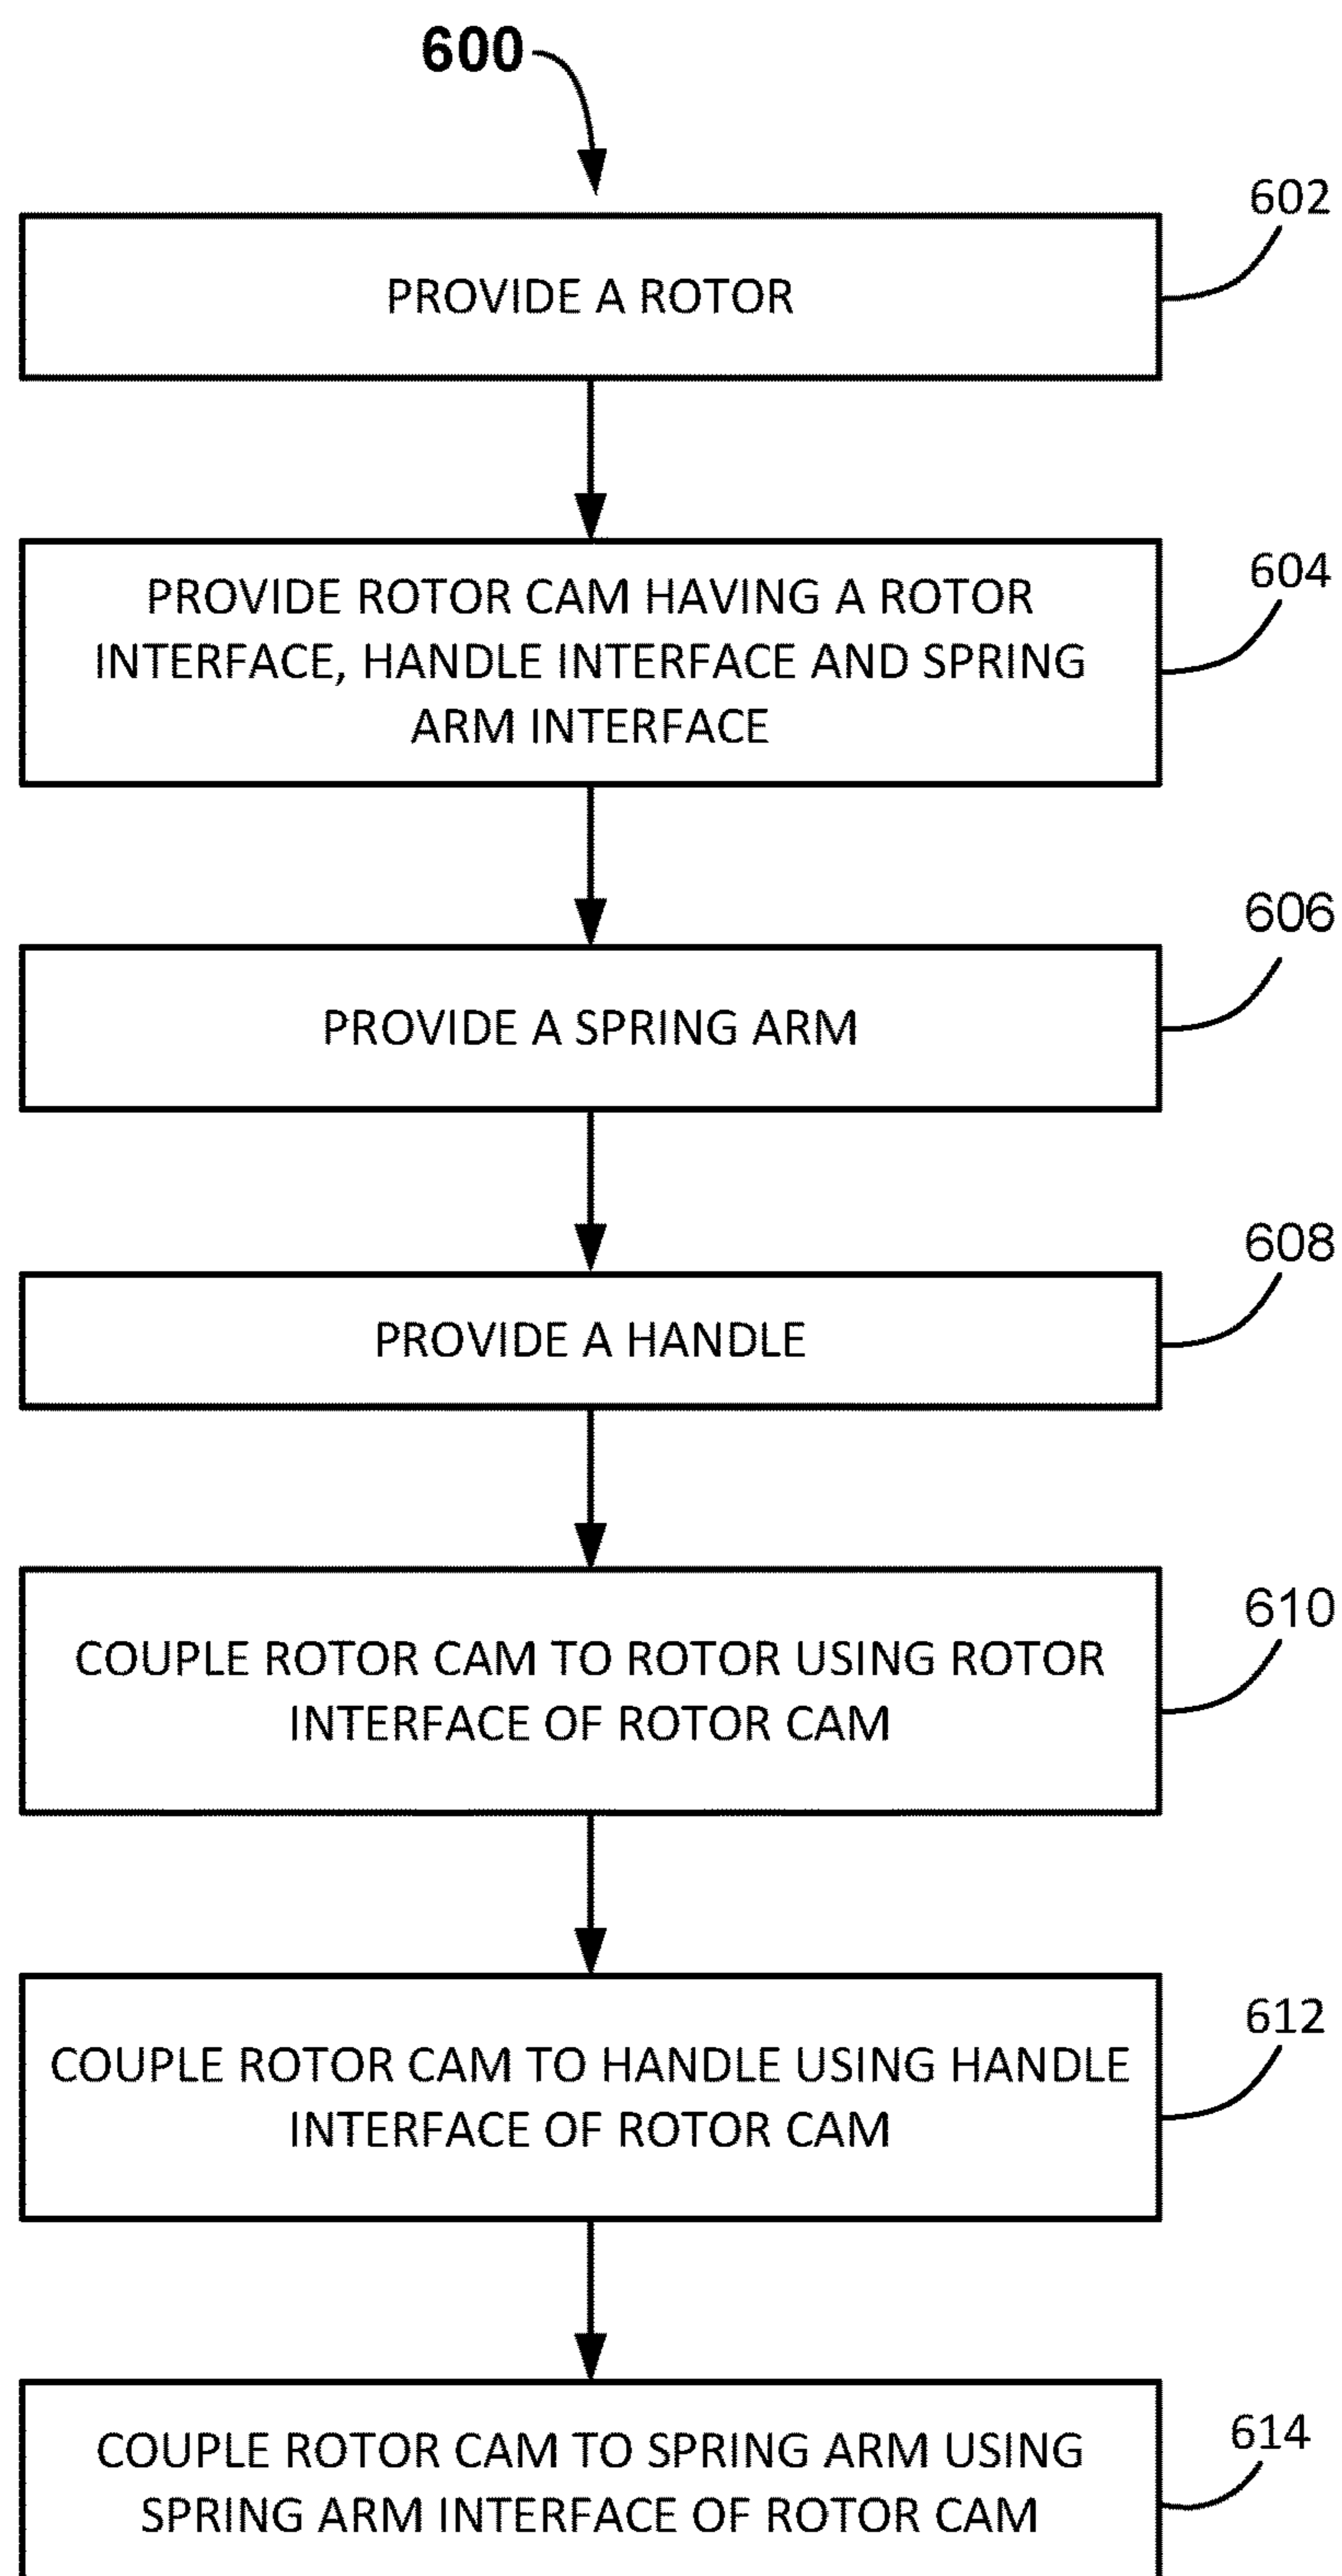 600
602
PROVIDE A ROTOR
604
PROVIDE ROTOR CAM HAVING A ROTOR
INTERFACE, HANDLE INTERFACE AND SPRING
ARM INTERFACE
606
PROVIDE A SPRING ARM
608
PROVIDE A HANDLE
610
COUPLE ROTOR CAM TO ROTOR USING ROTOR
INTERFACE OF ROTOR CAM
612
COUPLE ROTOR CAM TO HANDLE USING HANDLE
INTERFACE OF ROTOR CAM
614
COUPLE ROTOR CAM TO SPRING ARM USING
SPRING ARM INTERFACE OF ROTOR CAM